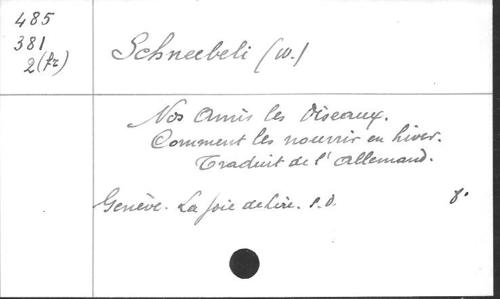 485
381
2(fr)
Schneebeli (W.)
Nos Amis les Oiseaux.
Comment les nourrir en hiver.
Traduit de l'Allemand.
Genève. La Joie de lire. S.D. 8°